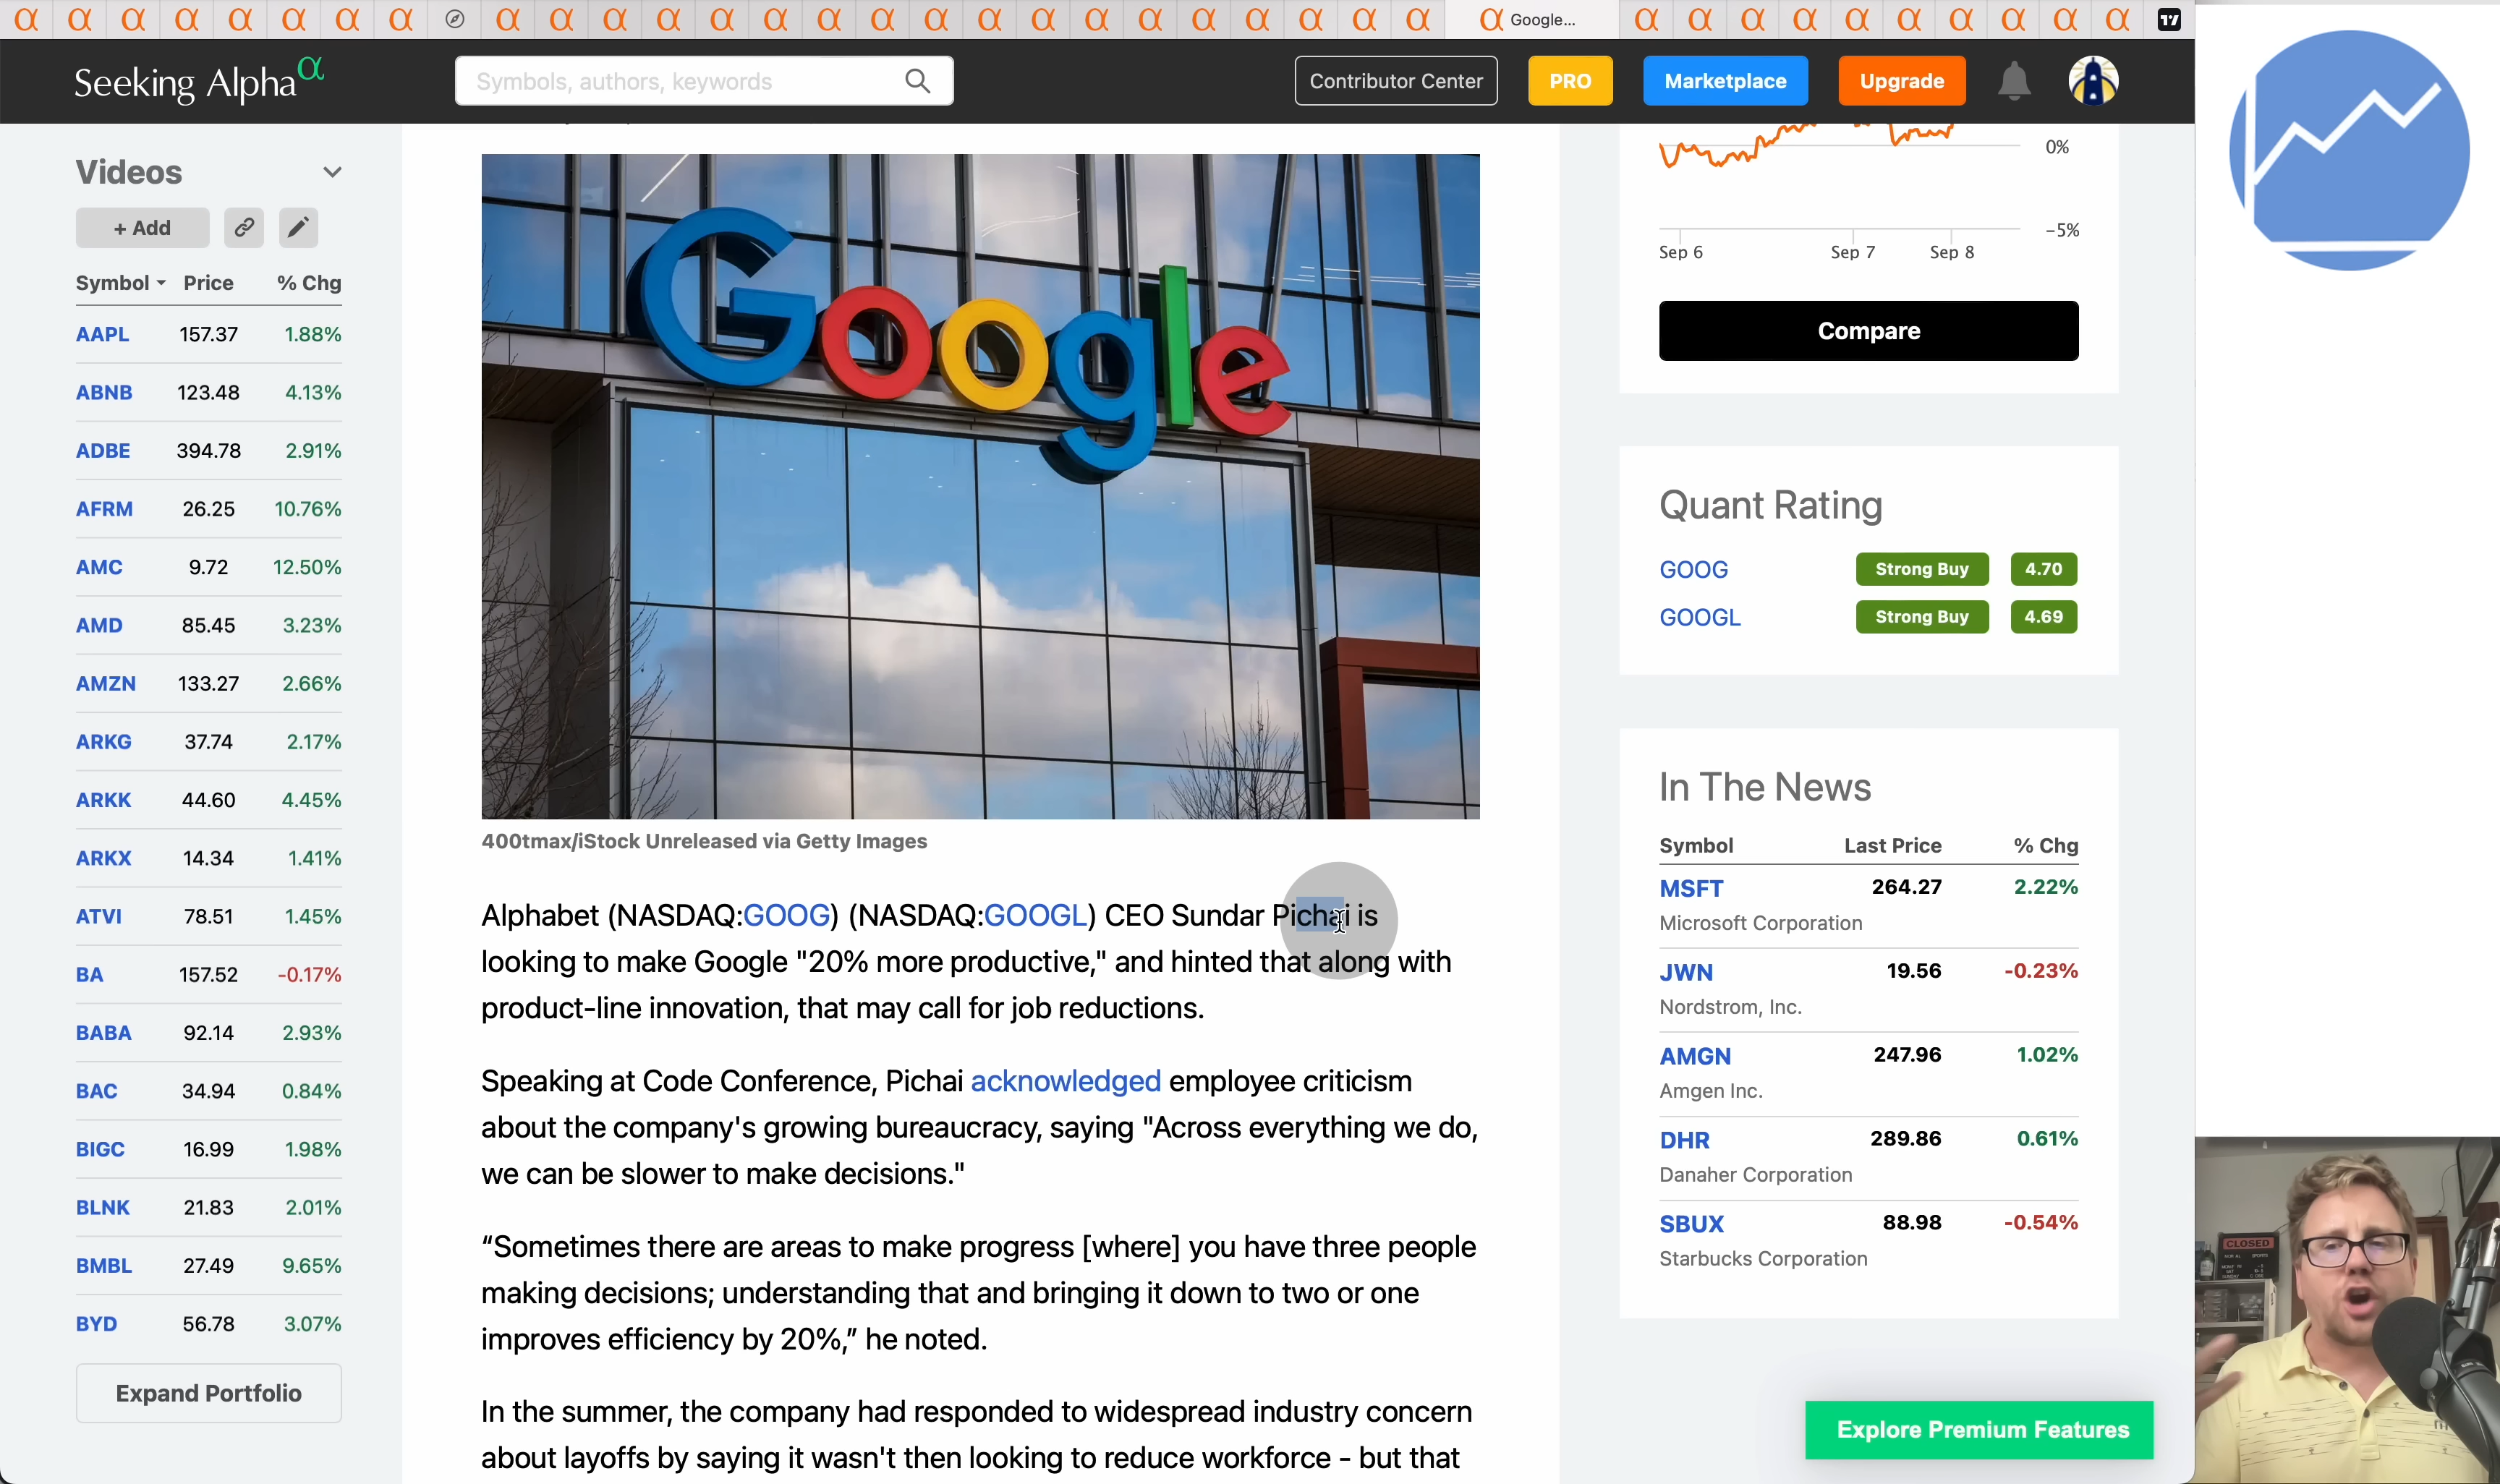 Google...
Seeking Alpha α
Symbols, authors, keywords
Contributor Center
PRO
Marketplace
Upgrade
Videos
+ Add
Symbol Price % Chg
AAPL 157.37 1.88%
ABNB 123.48 4.13%
ADBE 394.78 2.91%
AFRM 26.25 10.76%
AMC 9.72 12.50%
AMD 85.45 3.23%
AMZN 133.27 2.66%
ARKG 37.74 2.17%
ARKK 44.60 4.45%
ARKX 14.34 1.41%
ATVI 78.51 1.45%
BA 157.52 -0.17%
BABA 92.14 2.93%
BAC 34.94 0.84%
BIGC 16.99 1.98%
BLNK 21.83 2.01%
BMBL 27.49 9.65%
BYD 56.78 3.07%
Expand Portfolio
Google
400tmax/iStock Unreleased via Getty Images
Alphabet (NASDAQ:GOOG) (NASDAQ:GOOGL) CEO Sundar Pichai is
looking to make Google "20% more productive," and hinted that along with
product-line innovation, that may call for job reductions.
Speaking at Code Conference, Pichai acknowledged employee criticism
about the company's growing bureaucracy, saying "Across everything we do,
we can be slower to make decisions."
“Sometimes there are areas to make progress [where] you have three people
making decisions; understanding that and bringing it down to two or one
improves efficiency by 20%,” he noted.
In the summer, the company had responded to widespread industry concern
about layoffs by saying it wasn't then looking to reduce workforce - but that
0%
-5%
Sep 6 Sep 7 Sep 8
Compare
Quant Rating
GOOG Strong Buy 4.70
GOOGL Strong Buy 4.69
In The News
Symbol Last Price % Chg
MSFT 264.27 2.22%
Microsoft Corporation
JWN 19.56 -0.23%
Nordstrom, Inc.
AMGN 247.96 1.02%
Amgen Inc.
DHR 289.86 0.61%
Danaher Corporation
SBUX 88.98 -0.54%
Starbucks Corporation
Explore Premium Features
CLOSED